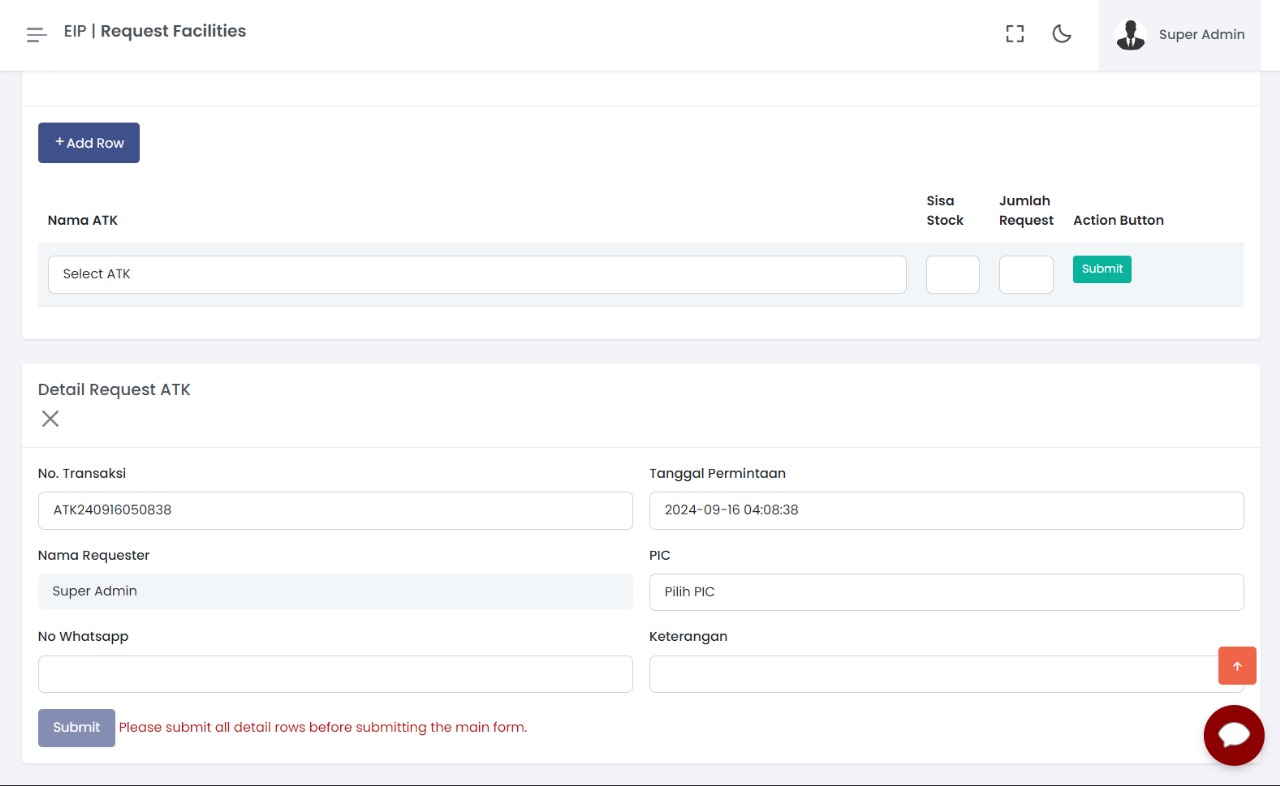 EIP | Request Facilities
Super Admin
+ Add Row
Nama ATK
Sisa
Stock
Jumlah
Request
Action Button
Select ATK
Submit
Detail Request ATK
No. Transaksi
Tanggal Permintaan
ATK240916050838
2024-09-16 04:08:38
Nama Requester
PIC
Super Admin
Pilih PIC
No Whatsapp
Keterangan
Submit
Please submit all detail rows before submitting the main form.